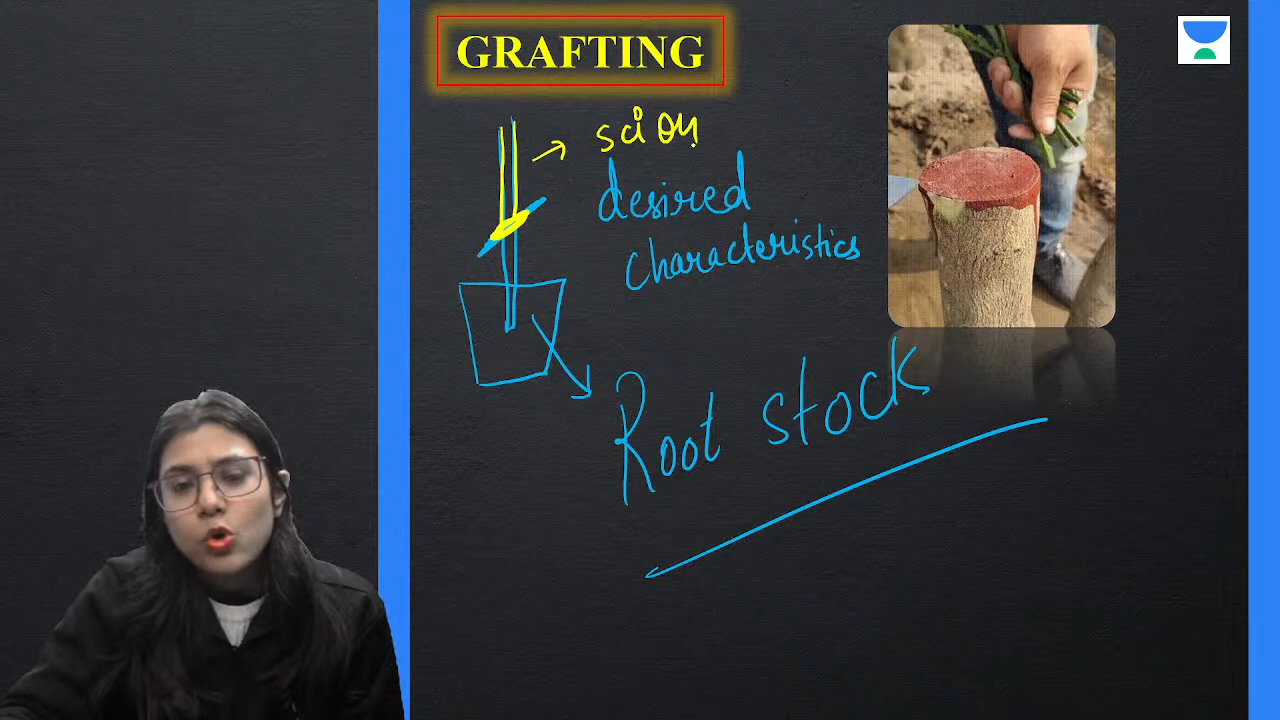 GRAFTING
scion
desired
characteristics
Root stock